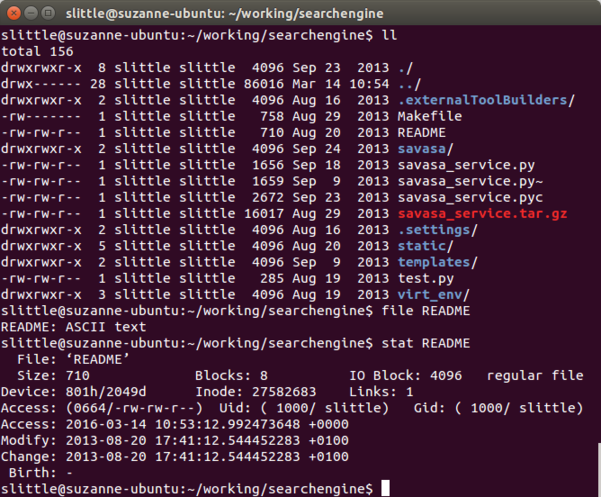 slittle@suzanne-ubuntu: ~/working/searchengine
slittle@suzanne-ubuntu:~/working/searchengine$ ll
total 156
drwxrwxr-x  8 slittle slittle  4096 Sep 23  2013 ./
drwx------ 28 slittle slittle 86016 Mar 14 10:54 ../
drwxrwxr-x  2 slittle slittle  4096 Aug 16  2013 .externalToolBuilders/
-rw-------  1 slittle slittle   758 Aug 29  2013 Makefile
-rw-rw-r--  1 slittle slittle   710 Aug 20  2013 README
drwxrwxr-x  2 slittle slittle  4096 Sep 24  2013 savasa/
-rw-rw-r--  1 slittle slittle  1656 Sep 18  2013 savasa_service.py
-rw-rw-r--  1 slittle slittle  1659 Sep  9  2013 savasa_service.py~
-rw-rw-r--  1 slittle slittle  2672 Sep 23  2013 savasa_service.pyc
-rw-rw-r--  1 slittle slittle 16017 Aug 29  2013 savasa_service.tar.gz
drwxrwxr-x  2 slittle slittle  4096 Aug 16  2013 .settings/
drwxrwxr-x  5 slittle slittle  4096 Aug 20  2013 static/
drwxrwxr-x  2 slittle slittle  4096 Sep  9  2013 templates/
-rw-rw-r--  1 slittle slittle   285 Aug 19  2013 test.py
drwxrwxr-x  3 slittle slittle  4096 Aug 19  2013 virt_env/
slittle@suzanne-ubuntu:~/working/searchengine$ file README
README: ASCII text
slittle@suzanne-ubuntu:~/working/searchengine$ stat README
  File: ‘README’
  Size: 710             Blocks: 8          IO Block: 4096   regular file
Device: 801h/2049d      Inode: 27582683    Links: 1
Access: (0664/-rw-rw-r--)  Uid: ( 1000/ slittle)   Gid: ( 1000/ slittle)
Access: 2016-03-14 10:53:12.992473648 +0000
Modify: 2013-08-20 17:41:12.544452283 +0100
Change: 2013-08-20 17:41:12.544452283 +0100
 Birth: -
slittle@suzanne-ubuntu:~/working/searchengine$